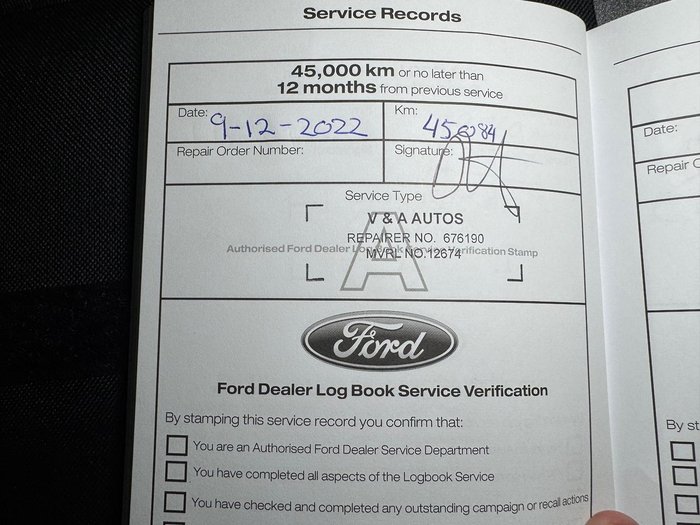 Service Records
45,000 km or no later than
12 months from previous service
Date:
9-12-2022
Km:
Repair Order Number:
Signature:
Service Type
A
V & A AUTOS
REPAIRER NO. 676190
Authorised Ford Dealer Log Book Service Verification Stamp
MVRL NO.12674
Ford
Ford Dealer Log Book Service Verification
By stamping this service record you confirm that:
You are an Authorised Ford Dealer Service Department
You have completed all aspects of the Logbook Service
You have checked and completed any outstanding campaign or recall actions
Date:
Repair O
By st